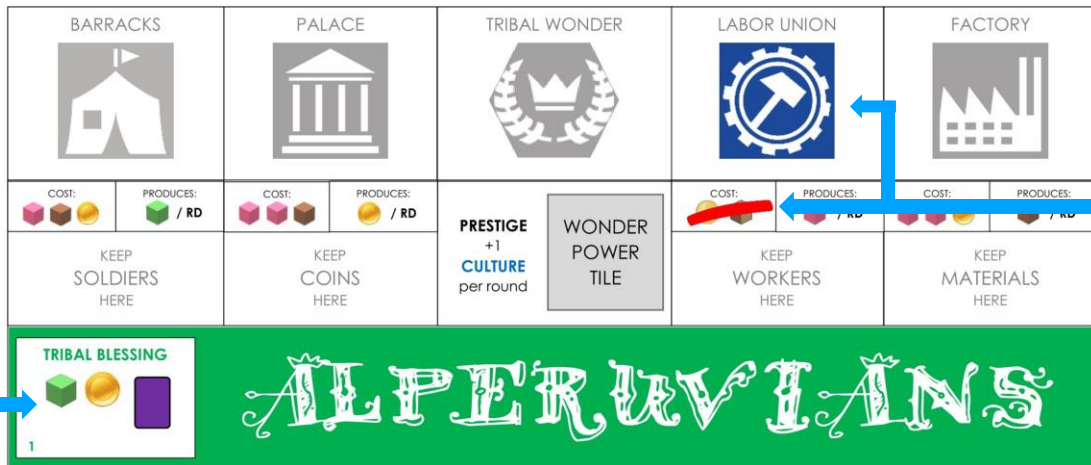 BARRACKS
PALACE
TRIBAL WONDER
LABOR UNION
FACTORY
COST:
PRODUCES:
/ RD
COST:
PRODUCES:
/ RD
COST:
PRODUCES:
/ RD
COST:
PRODUCES:
/ RD
KEEP
SOLDIERS
HERE
KEEP
COINS
HERE
PRESTIGE
+1
CULTURE
per round
WONDER
POWER
TILE
KEEP
WORKERS
HERE
KEEP
MATERIALS
HERE
TRIBAL BLESSING
1
ALPERUVIANS